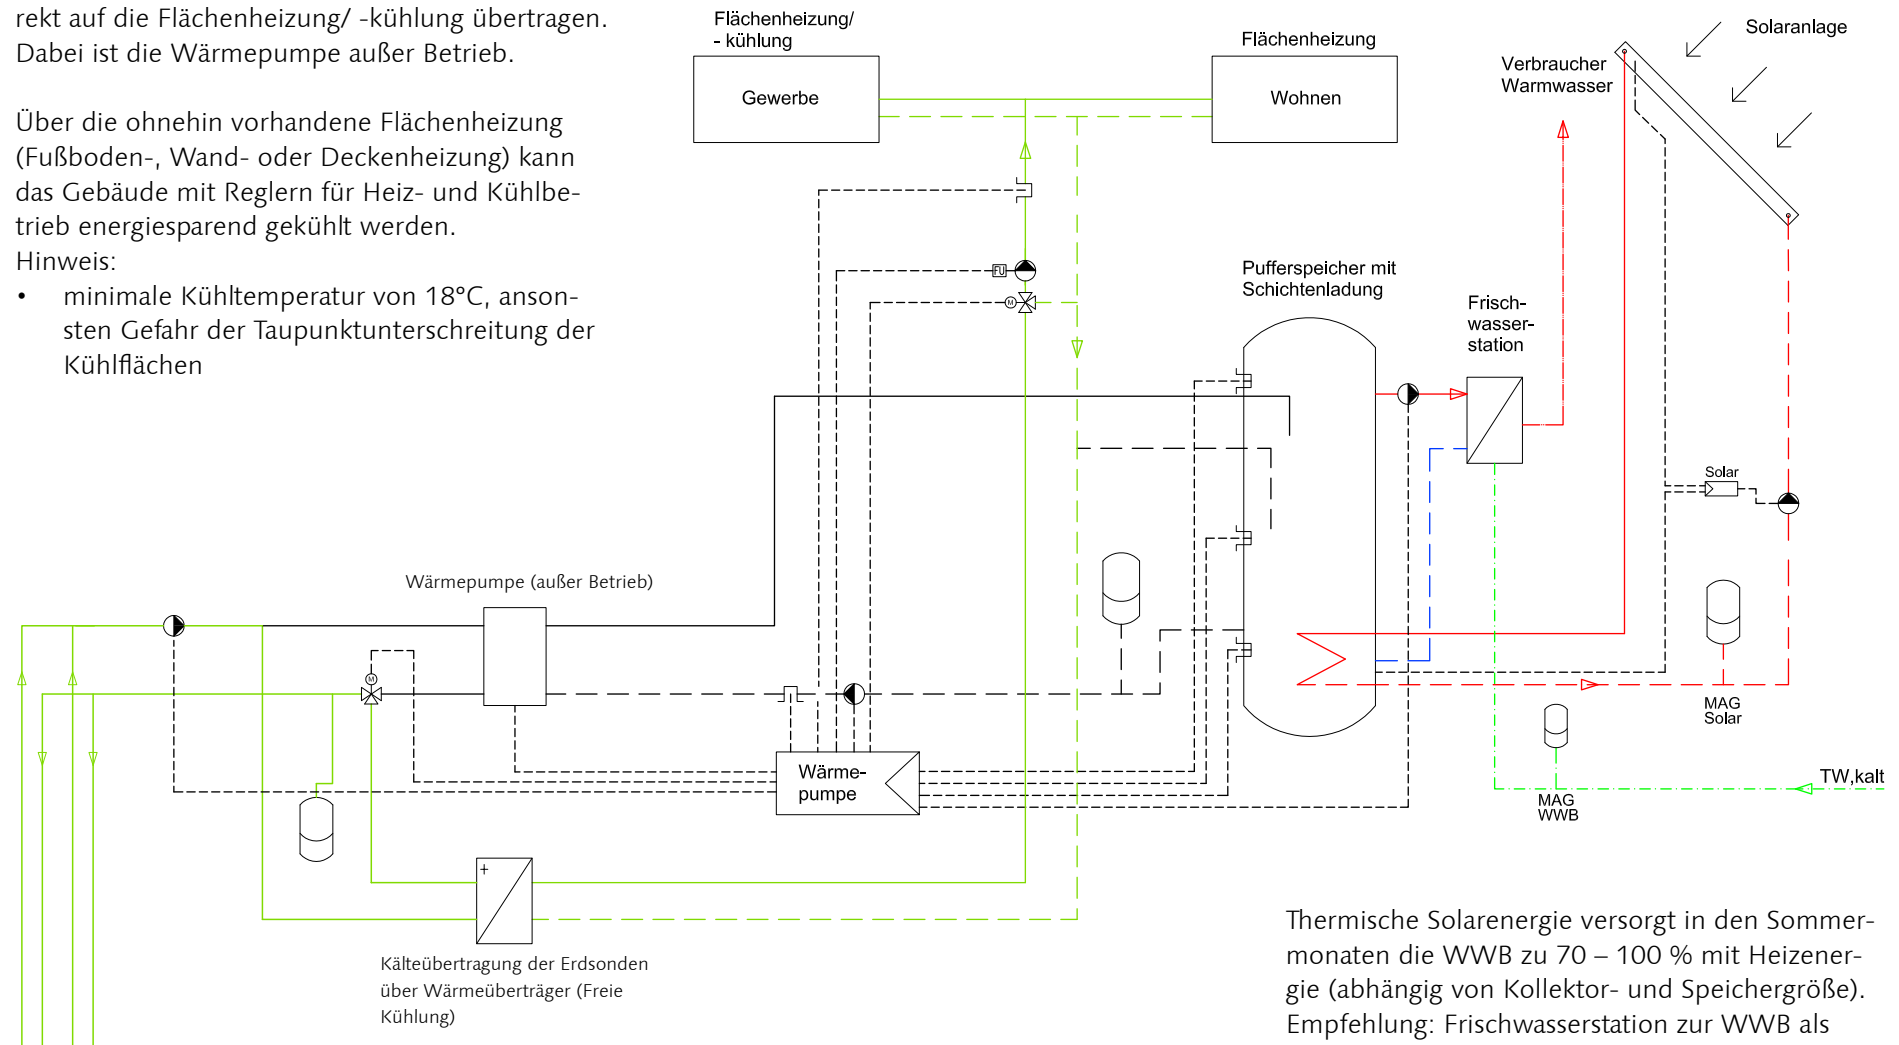 rekt auf die Flächenheizung/ -kühlung übertragen.
Dabei ist die Wärmepumpe außer Betrieb.
Über die ohnehin vorhandene Flächenheizung
(Fußboden-, Wand- oder Deckenheizung) kann
das Gebäude mit Reglern für Heiz- und Kühlbe-
trieb energiesparend gekühlt werden.
Hinweis:
• minimale Kühltemperatur von 18°C, anson-
sten Gefahr der Taupunktunterschreitung der
Kühlflächen
Flächenheizung/
- kühlung
Gewerbe
Flächenheizung
Wohnen
Verbraucher
Warmwasser
Solaranlage
FU
M
Pufferspeicher mit
Schichtenladung
Frisch-
wasser-
station
Solar
Wärmepumpe (außer Betrieb)
M
MAG
Solar
Wärme-
pumpe
MAG
WWB
TW,kalt
+
Kälteübertragung der Erdsonden
über Wärmeüberträger (Freie
Kühlung)
Thermische Solarenergie versorgt in den Sommer-
monaten die WWB zu 70 – 100 % mit Heizener-
gie (abhängig von Kollektor- und Speichergröße).
Empfehlung: Frischwasserstation zur WWB als